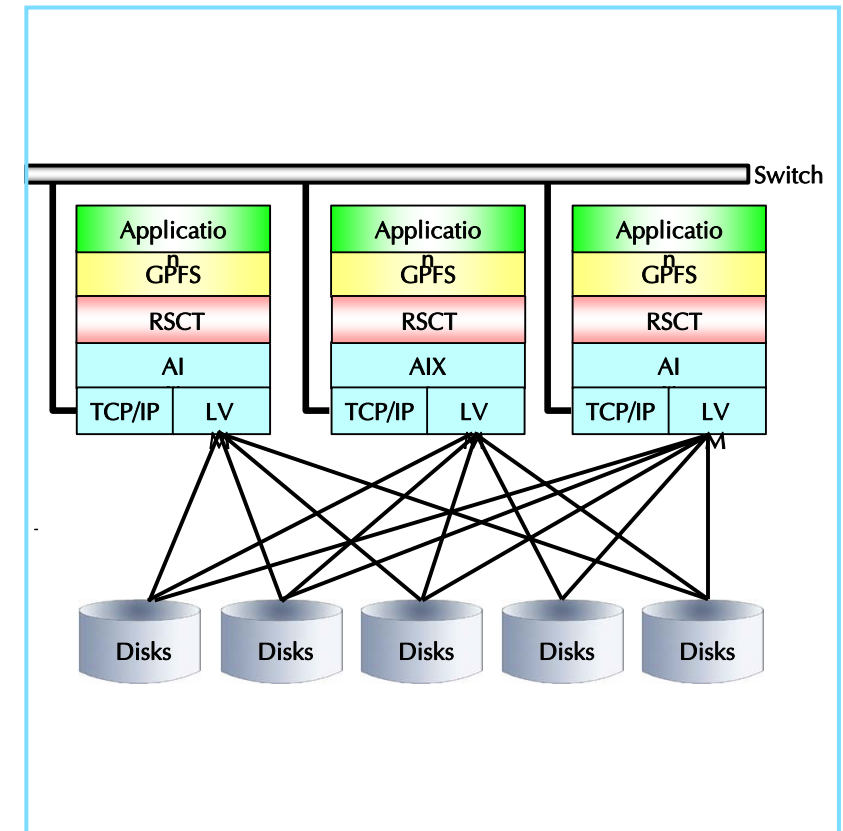 Switch
Applicatio
n
GPFS
RSCT
AI
TCP/IP
LV
M
Applicatio
n
GPFS
RSCT
AIX
TCP/IP
LV
M
Applicatio
n
GPFS
RSCT
AI
TCP/IP
LV
M
-
Disks
Disks
Disks
Disks
Disks